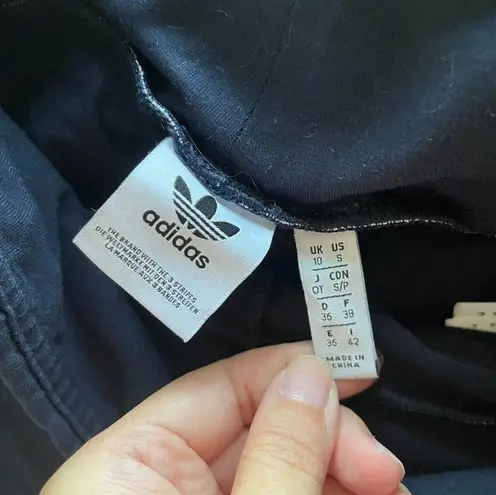 adidas
THE BRAND WITH THE 3 STRIPES
DIE WELTMARKE MIT DEN 3 STREIFEN
LA MARQUE AUX 3 BANDES
UK US
10 S
J CDN
OT S/P
D F
36 38
E I
36 42
MADE IN
CHINA